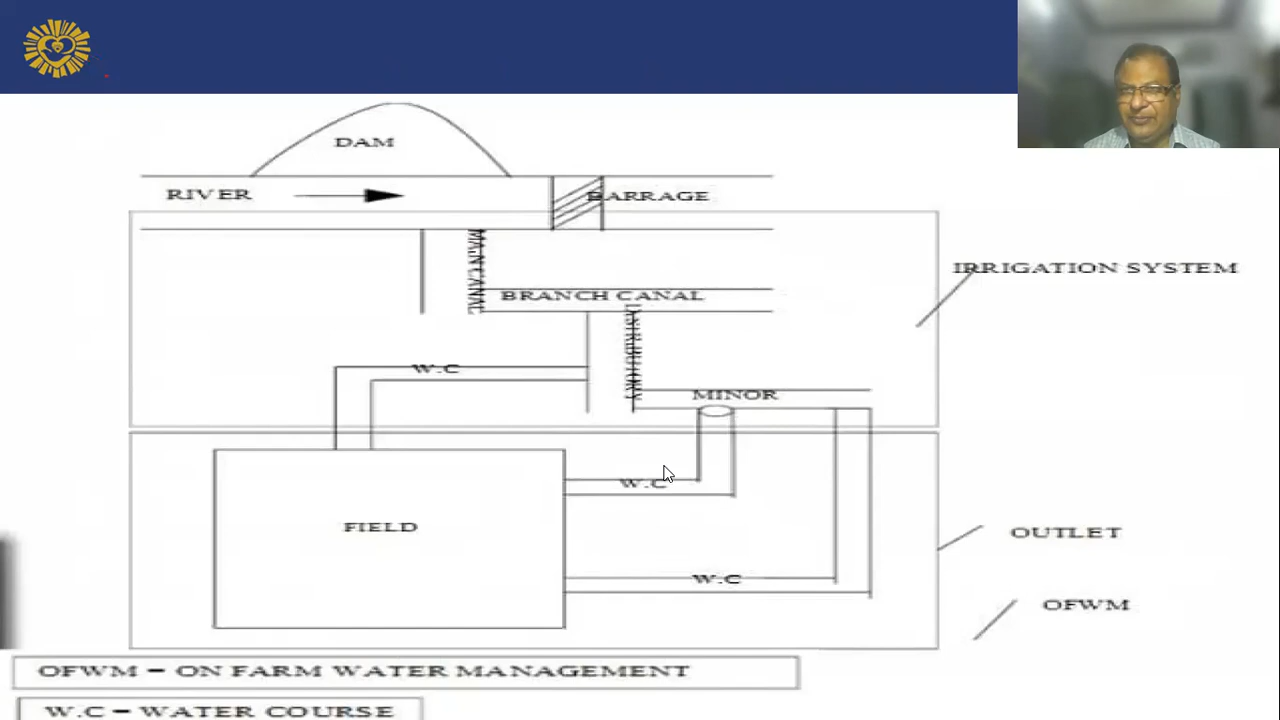 DAM
RIVER
BARRAGE
MAIN CANAL
IRRIGATION SYSTEM
BRANCH CANAL
DISTRIBUTORY
W.C
MINOR
W.C
FIELD
OUTLET
W.C
OFWM
OFWM = ON FARM WATER MANAGEMENT
W.C = WATER COURSE